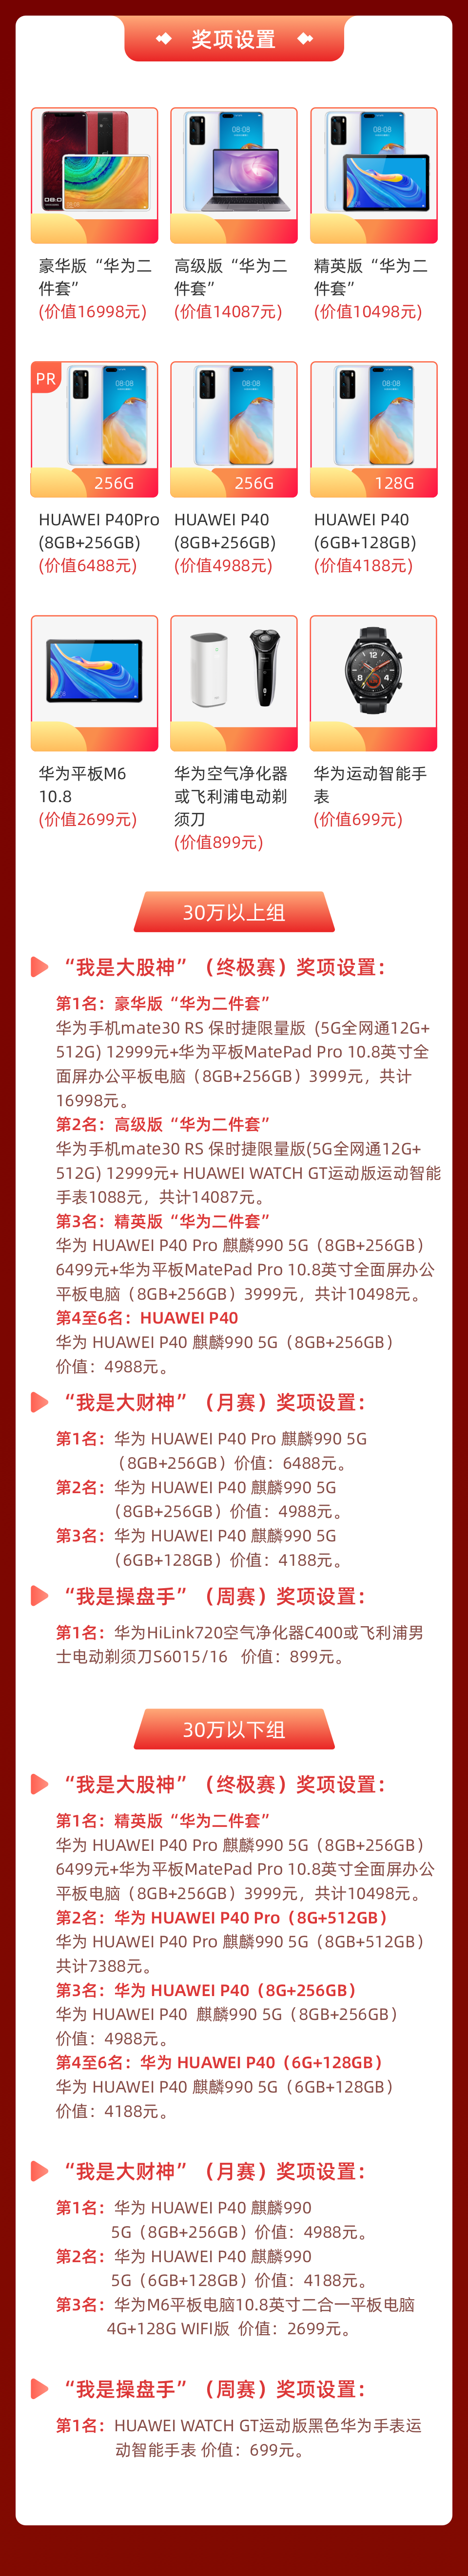 奖项设置
豪华版“华为二
件套”
(价值16998元)
高级版“华为二
件套”
(价值14087元)
精英版“华为二
件套”
(价值10498元)
PR
08:08
256G
08:08
256G
08:08
128G
HUAWEI P40Pro
(8GB+256GB)
(价值6488元)
HUAWEI P40
(8GB+256GB)
(价值4988元)
HUAWEI P40
(6GB+128GB)
(价值4188元)
华为平板M6
10.8
(价值2699元)
华为空气净化器
或飞利浦电动剃
须刀
(价值899元)
华为运动智能手
表
(价值699元)
30万以上组
“我是大股神”（终极赛）奖项设置：
第1名：豪华版“华为二件套”
华为手机mate30 RS 保时捷限量版（5G全网通12G+
512G) 12999元+华为平板MatePad Pro 10.8英寸全
面屏办公平板电脑（8GB+256GB）3999元，共计
16998元。
第2名：高级版“华为二件套”
华为手机mate30 RS 保时捷限量版(5G全网通12G+
512G) 12999元+ HUAWEI WATCH GT运动版运动智能
手表1088元，共计14087元。
第3名：精英版“华为二件套”
华为 HUAWEI P40 Pro 麒麟990 5G（8GB+256GB）
6499元+华为平板MatePad Pro 10.8英寸全面屏办公
平板电脑（8GB+256GB）3999元，共计10498元。
第4至6名：HUAWEI P40
华为 HUAWEI P40 麒麟990 5G（8GB+256GB）
价值：4988元。
“我是大财神”（月赛）奖项设置：
第1名：华为 HUAWEI P40 Pro 麒麟990 5G
（8GB+256GB）价值：6488元。
第2名：华为 HUAWEI P40 麒麟990 5G
（8GB+256GB）价值：4988元。
第3名：华为 HUAWEI P40 麒麟990 5G
（6GB+128GB）价值：4188元。
“我是操盘手”（周赛）奖项设置：
第1名：华为HiLink720空气净化器C400或飞利浦男
士电动剃须刀S6015/16 价值：899元。
30万以下组
“我是大股神”（终极赛）奖项设置：
第1名：精英版“华为二件套”
华为 HUAWEI P40 Pro 麒麟990 5G（8GB+256GB）
6499元+华为平板MatePad Pro 10.8英寸全面屏办公
平板电脑（8GB+256GB）3999元，共计10498元。
第2名：华为 HUAWEI P40 Pro（8G+512GB）
华为 HUAWEI P40 Pro 麒麟990 5G（8GB+512GB）
共计7388元。
第3名：华为 HUAWEI P40（8G+256GB）
华为 HUAWEI P40 麒麟990 5G（8GB+256GB）
价值：4988元。
第4至6名：华为 HUAWEI P40（6G+128GB）
华为 HUAWEI P40 麒麟990 5G（6GB+128GB）
价值：4188元。
“我是大财神”（月赛）奖项设置：
第1名：华为 HUAWEI P40 麒麟990
5G（8GB+256GB）价值：4988元。
第2名：华为 HUAWEI P40 麒麟990
5G（6GB+128GB）价值：4188元。
第3名：华为M6平板电脑10.8英寸二合一平板电脑
4G+128G WIFI版 价值：2699元。
“我是操盘手”（周赛）奖项设置：
第1名：HUAWEI WATCH GT运动版黑色华为手表运
动智能手表 价值：699元。